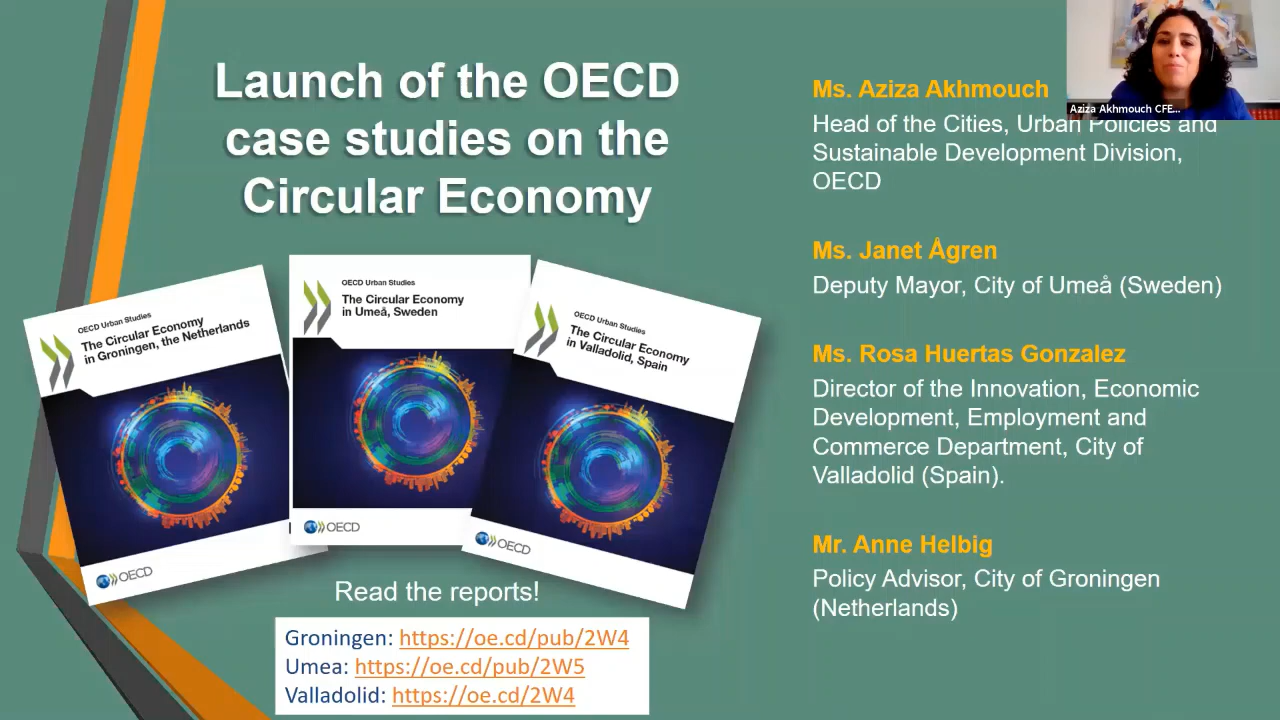 Launch of the OECD
case studies on the
Circular Economy
OECD Urban Studies
The Circular Economy
in Groningen, the Netherlands
OECD
OECD Urban Studies
The Circular Economy
in Umeå, Sweden
OECD
OECD Urban Studies
The Circular Economy
in Valladolid, Spain
OECD
Read the reports!
Groningen: https://oe.cd/pub/2W4
Umea: https://oe.cd/pub/2W5
Valladolid: https://oe.cd/2W4
Ms. Aziza Akhmouch
Head of the Cities, Urban Policies and
Sustainable Development Division,
OECD
Ms. Janet Ågren
Deputy Mayor, City of Umeå (Sweden)
Ms. Rosa Huertas Gonzalez
Director of the Innovation, Economic
Development, Employment and
Commerce Department, City of
Valladolid (Spain).
Mr. Anne Helbig
Policy Advisor, City of Groningen
(Netherlands)
Aziza Akhmouch CFE...